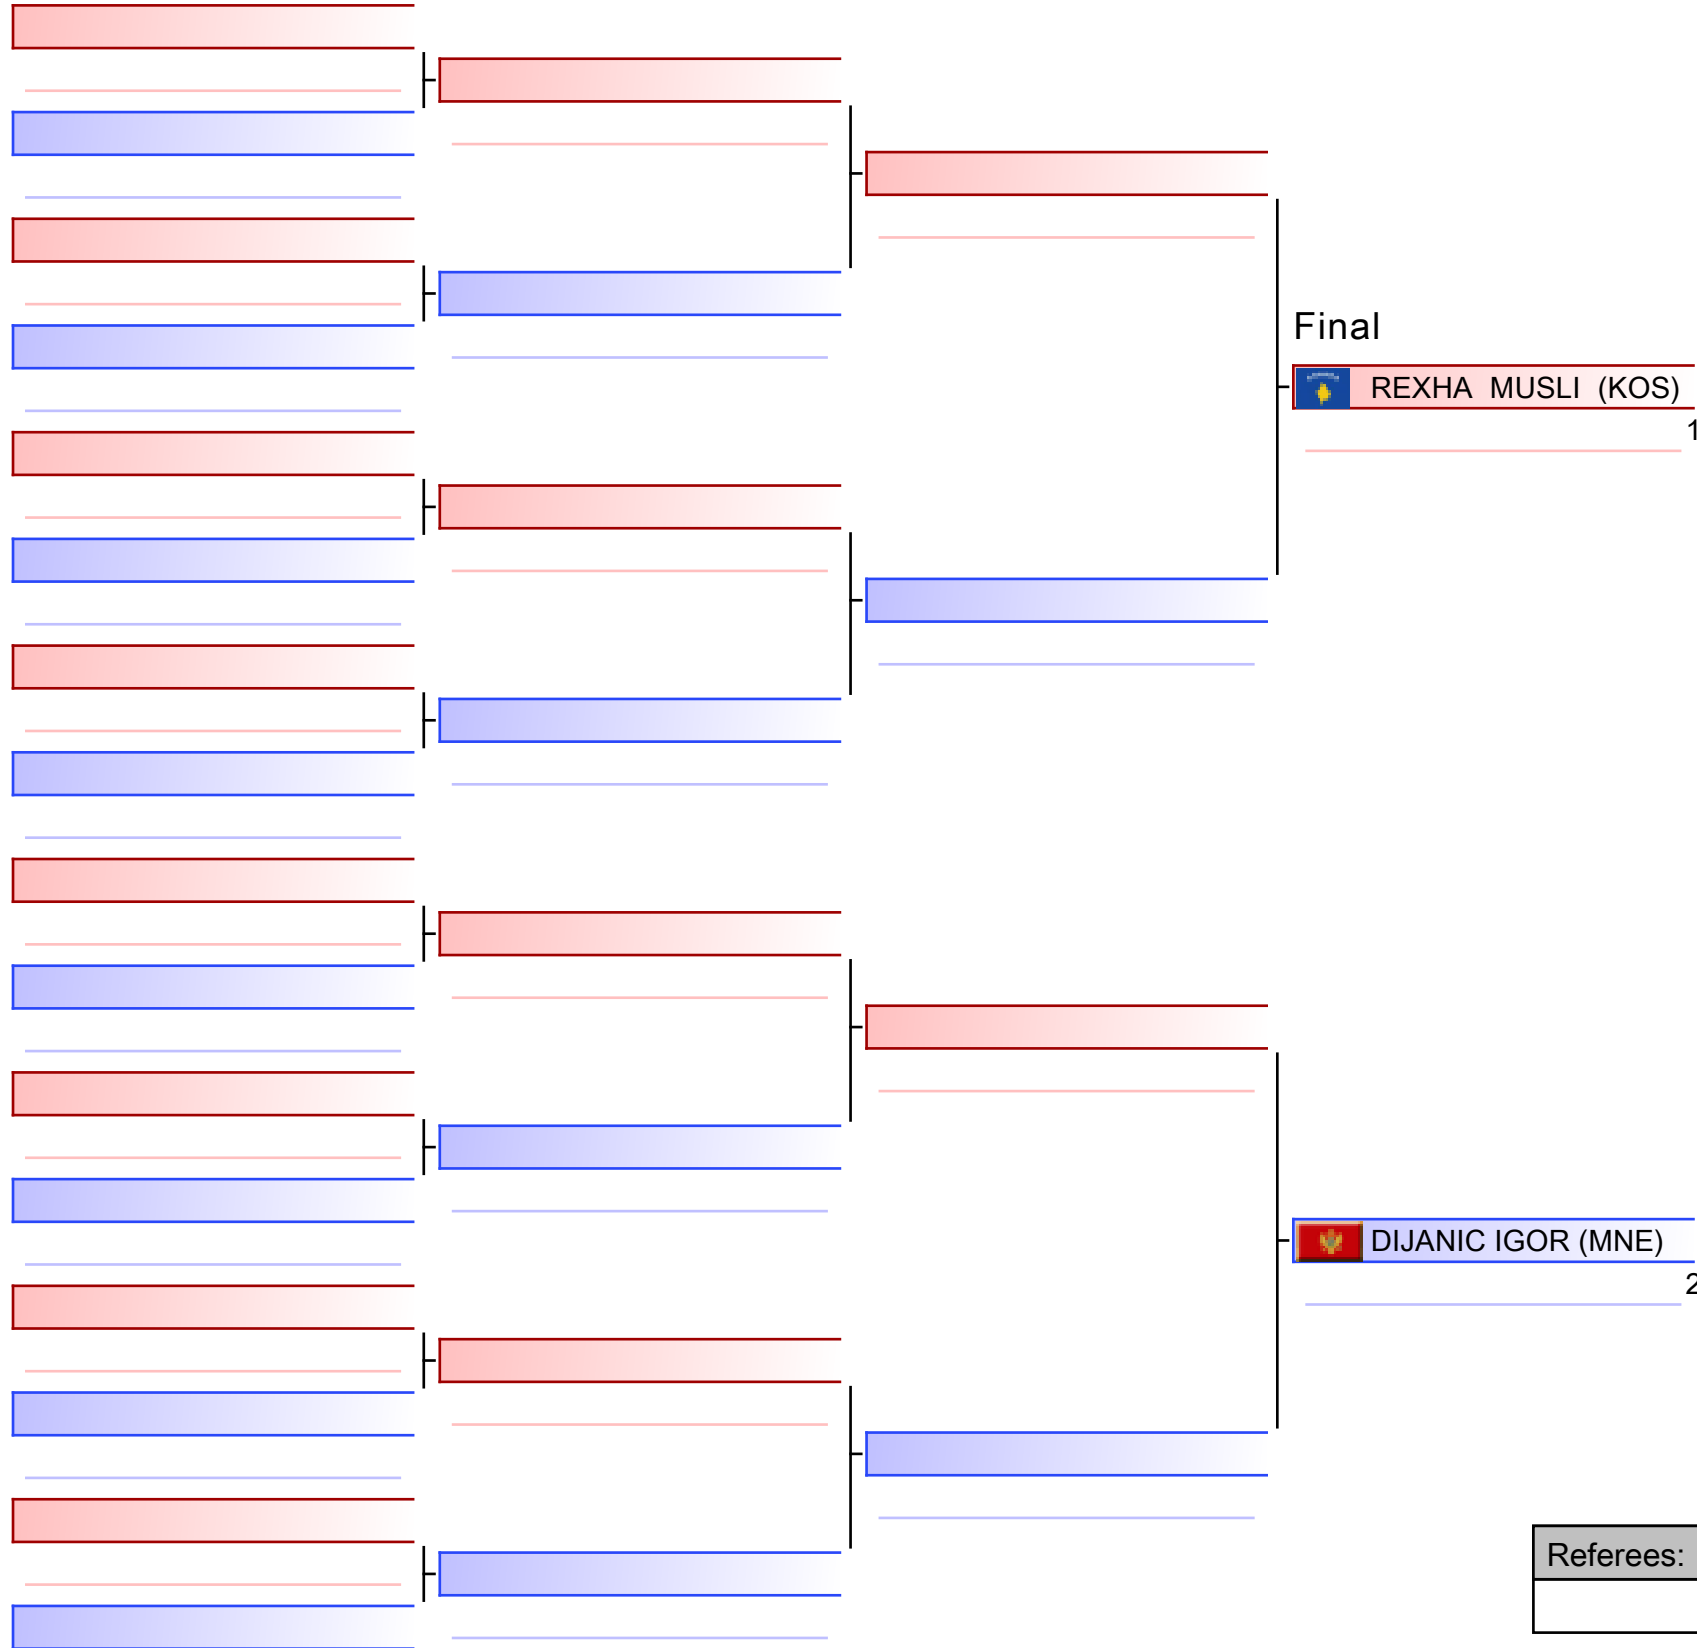 Final
REXHA MUSLI (KOS)
1
DIJANIC IGOR (MNE)
2
Referees: